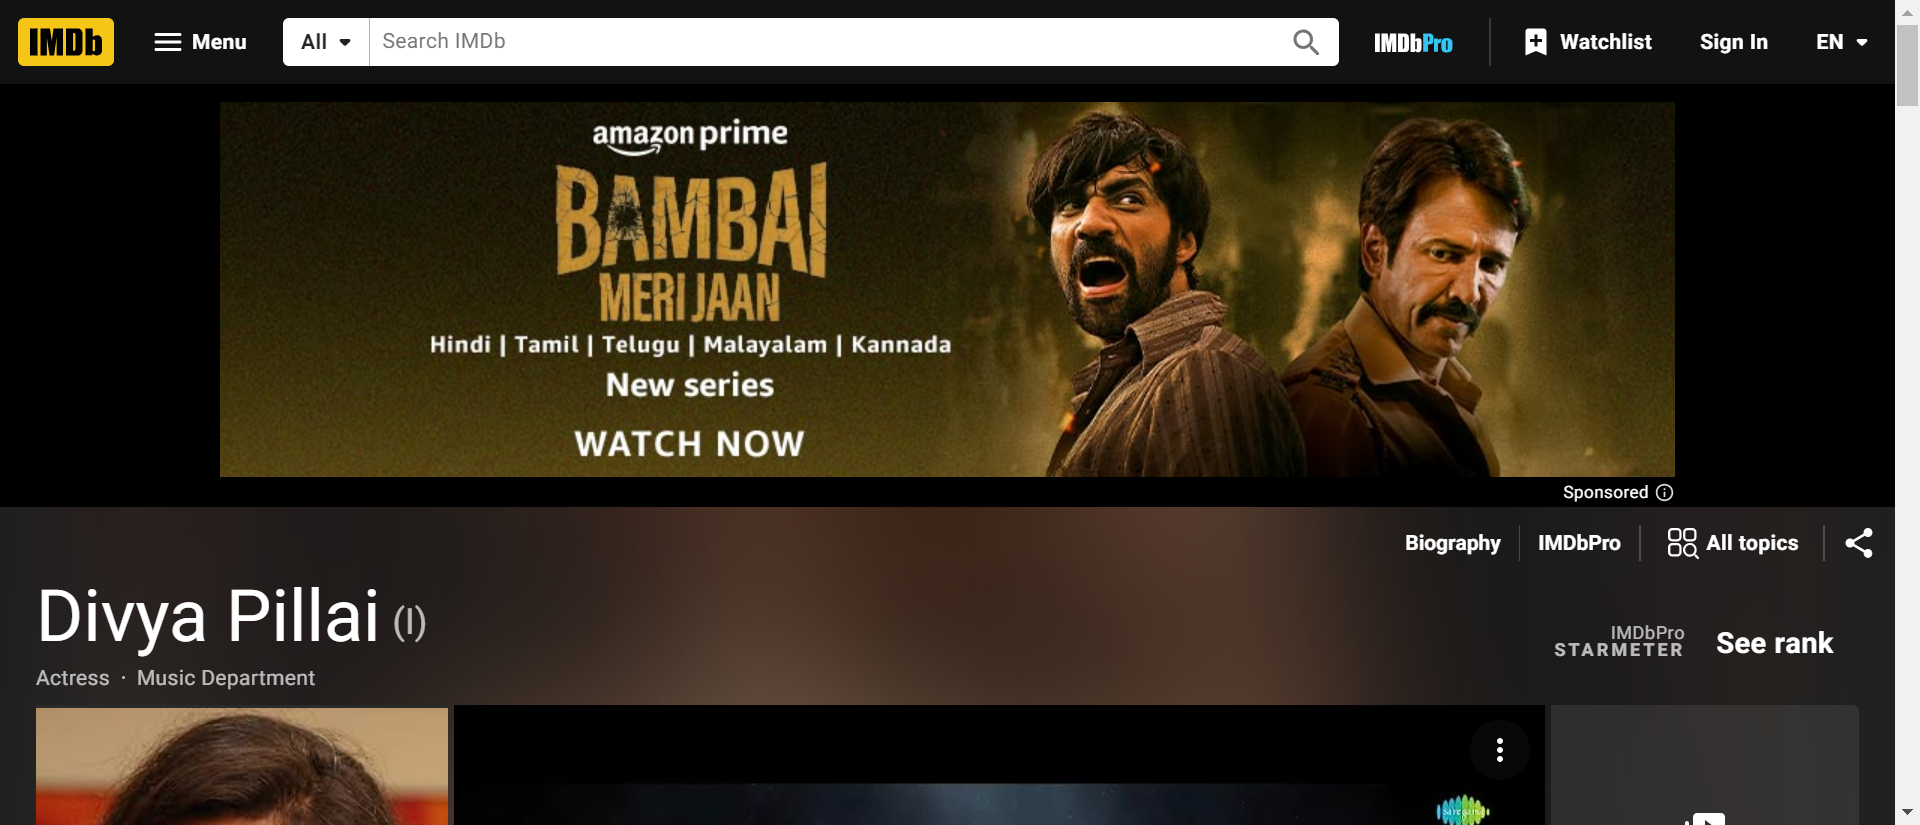 IMDb
Menu
All
Search IMDb
IMDbPro
Watchlist
Sign In
EN
amazon prime
BAMBAI
MERI JAAN
Hindi | Tamil | Telugu | Malayalam | Kannada
New series
WATCH NOW
Sponsored
Biography
IMDbPro
All topics
Divya Pillai (I)
Actress · Music Department
IMDbPro
STARMETER
See rank